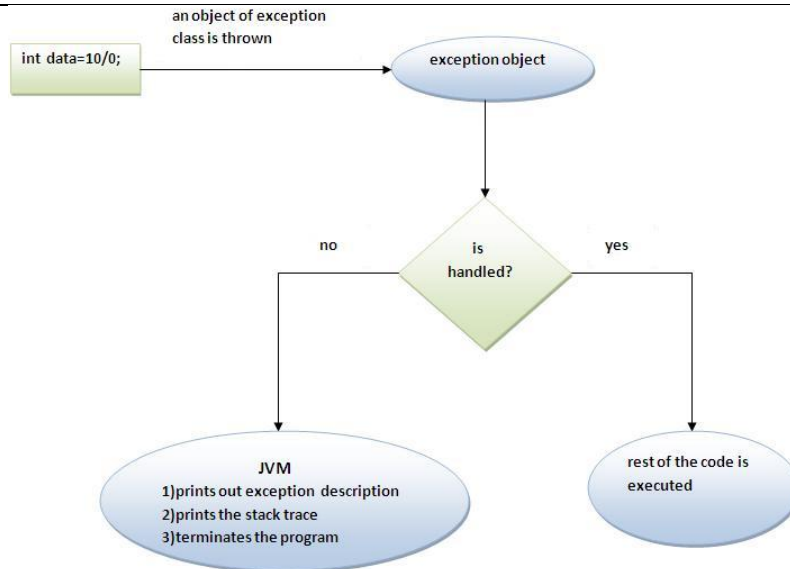 an object of exception
class is thrown
int data=10/0;
exception object
is
handled?
no
yes
JVM
1)prints out exception description
2)prints the stack trace
3)terminates the program
rest of the code is
executed